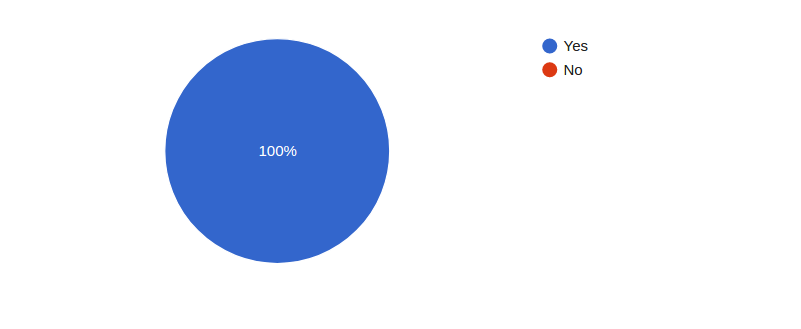 Yes
No
100%